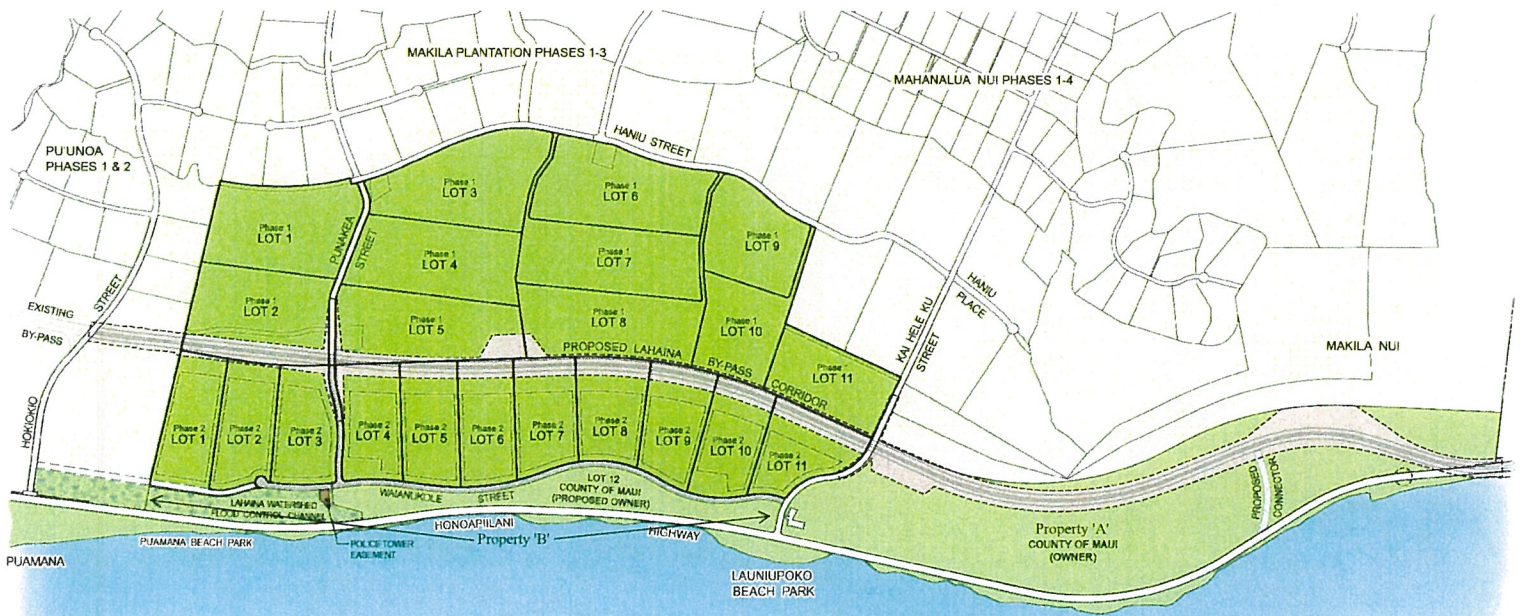 MAKILA PLANTATION PHASES 1-3
MAHANALUA NUI PHASES 1-4
PU'UNOA
PHASES 1 & 2
HANIU STREET
Phase 1
LOT 1
PUNAKEA
STREET
Phase 1
LOT 3
Phase 1
LOT 6
Phase 1
LOT 9
Phase 1
LOT 4
Phase 1
LOT 7
HANIU
PLACE
Phase 1
LOT 2
Phase 1
LOT 5
Phase 1
LOT 8
Phase 1
LOT 10
KAI HELE KU
STREET
EXISTING
BY-PASS
HOKIOKIO
STREET
PROPOSED LAHAINA
BY-PASS
CORRIDOR
Phase 1
LOT 11
MAKILA NUI
Phase 2
LOT 1
Phase 2
LOT 2
Phase 2
LOT 3
Phase 2
LOT 4
Phase 2
LOT 5
Phase 2
LOT 6
Phase 2
LOT 7
Phase 2
LOT 8
Phase 2
LOT 9
Phase 2
LOT 10
Phase 2
LOT 11
LAHAINA WATERSHED
FLOOD CONTROL CHANNEL
WAIANUKOLE
STREET
LOT 12
COUNTY OF MAUI
(PROPOSED OWNER)
HONOAPIILANI
HIGHWAY
Property 'B'
PROPOSED
CONNECTOR
Property 'A'
COUNTY OF MAUI
(OWNER)
PUAMANA
PUAMANA BEACH PARK
POLICE TOWER
EASEMENT
LAUNIUPOKO
BEACH PARK